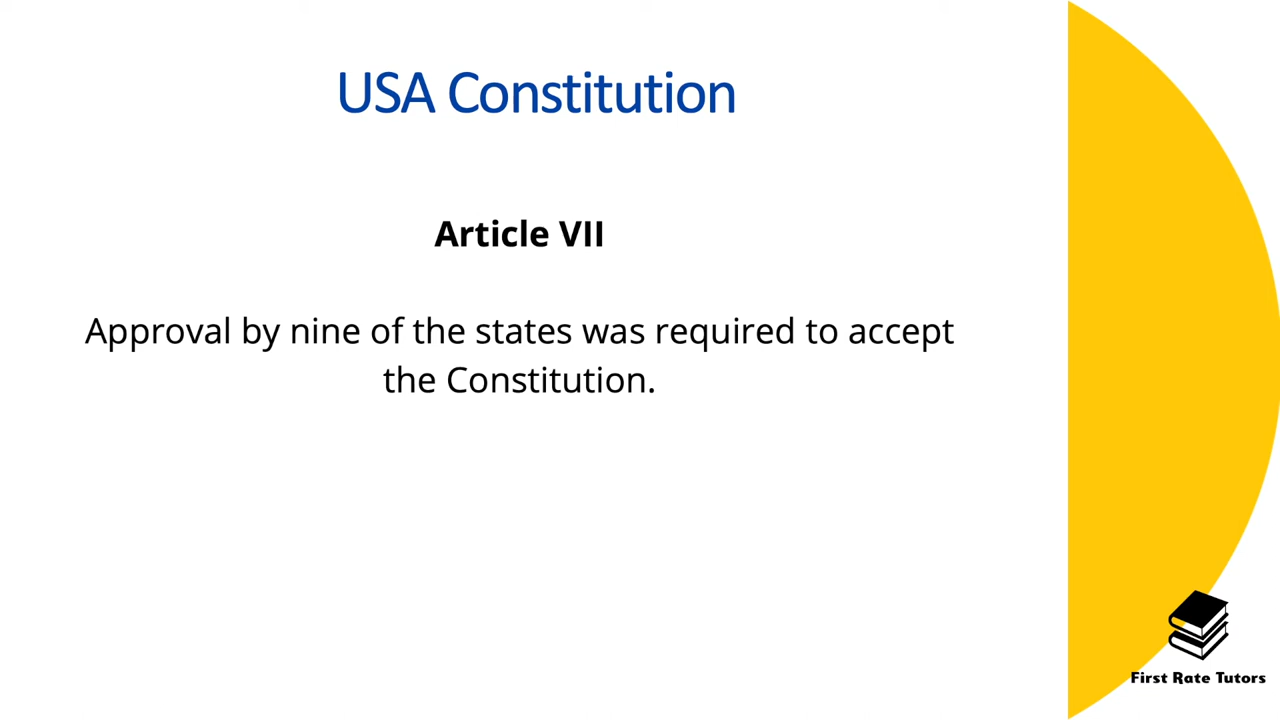 USA Constitution
Article VII
Approval by nine of the states was required to accept
the Constitution.
First Rate Tutors